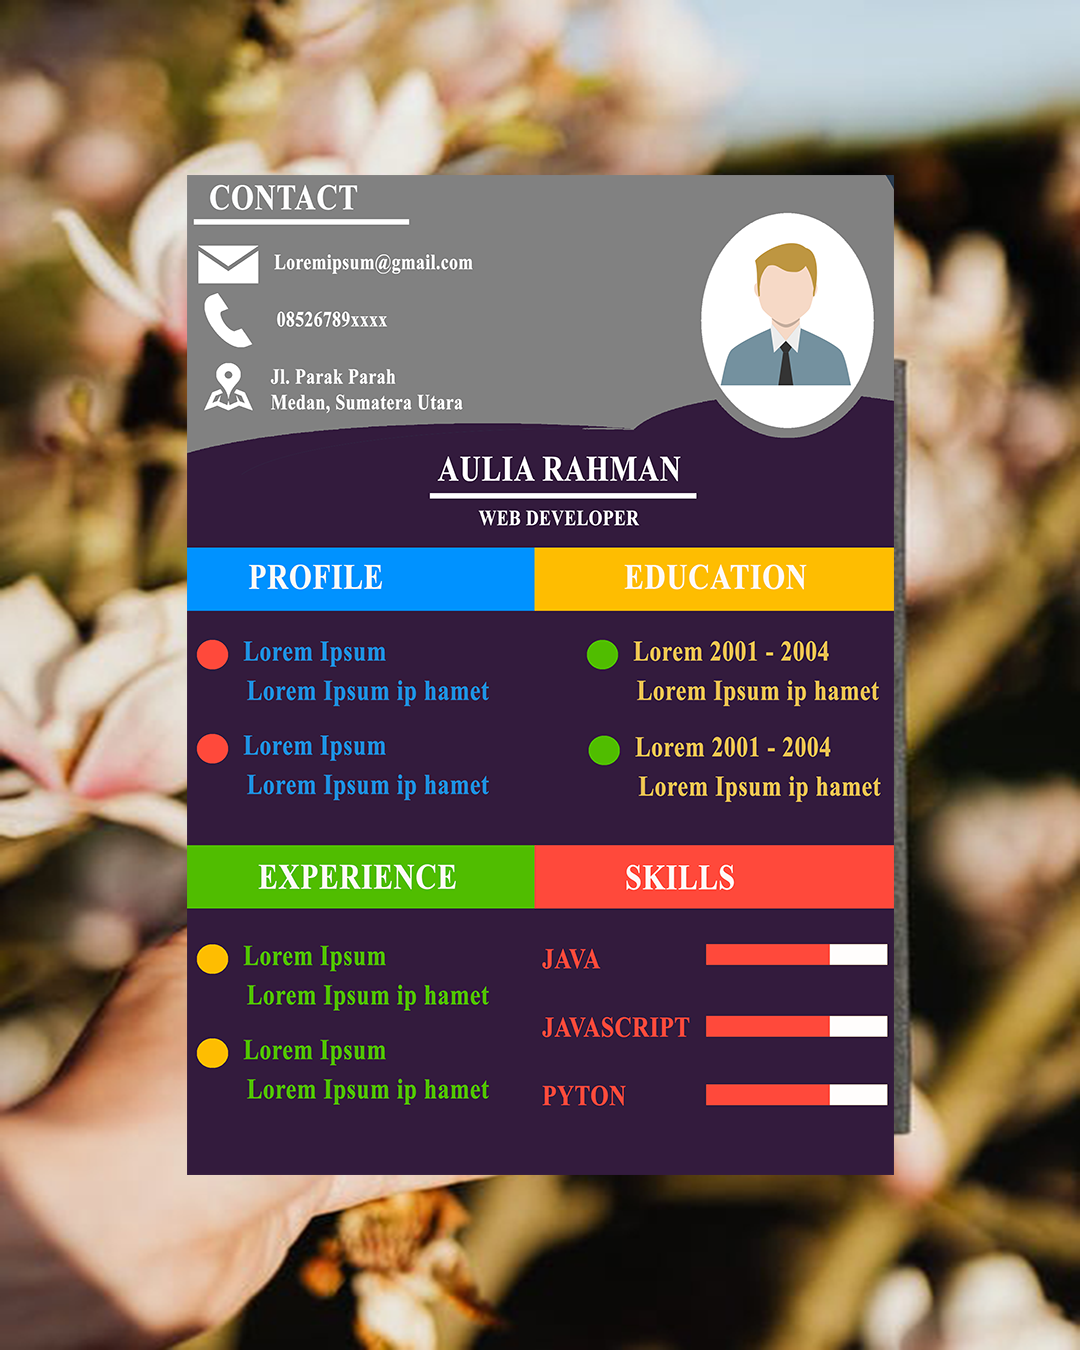 CONTACT
Loremipsum@gmail.com
08526789xxxx
Jl. Parak Parah
Medan, Sumatera Utara
AULIA RAHMAN
WEB DEVELOPER
PROFILE
Lorem Ipsum
Lorem Ipsum ip hamet
Lorem Ipsum
Lorem Ipsum ip hamet
EDUCATION
Lorem 2001 - 2004
Lorem Ipsum ip hamet
Lorem 2001 - 2004
Lorem Ipsum ip hamet
EXPERIENCE
Lorem Ipsum
Lorem Ipsum ip hamet
Lorem Ipsum
Lorem Ipsum ip hamet
SKILLS
JAVA
JAVASCRIPT
PYTON